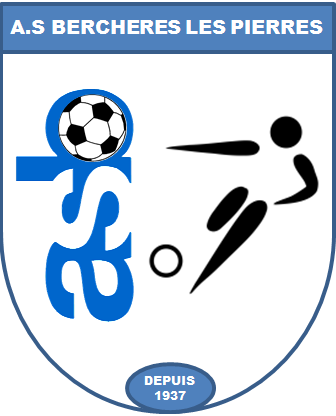 A.S BERCHERES LES PIERRES
asb
DEPUIS
1937